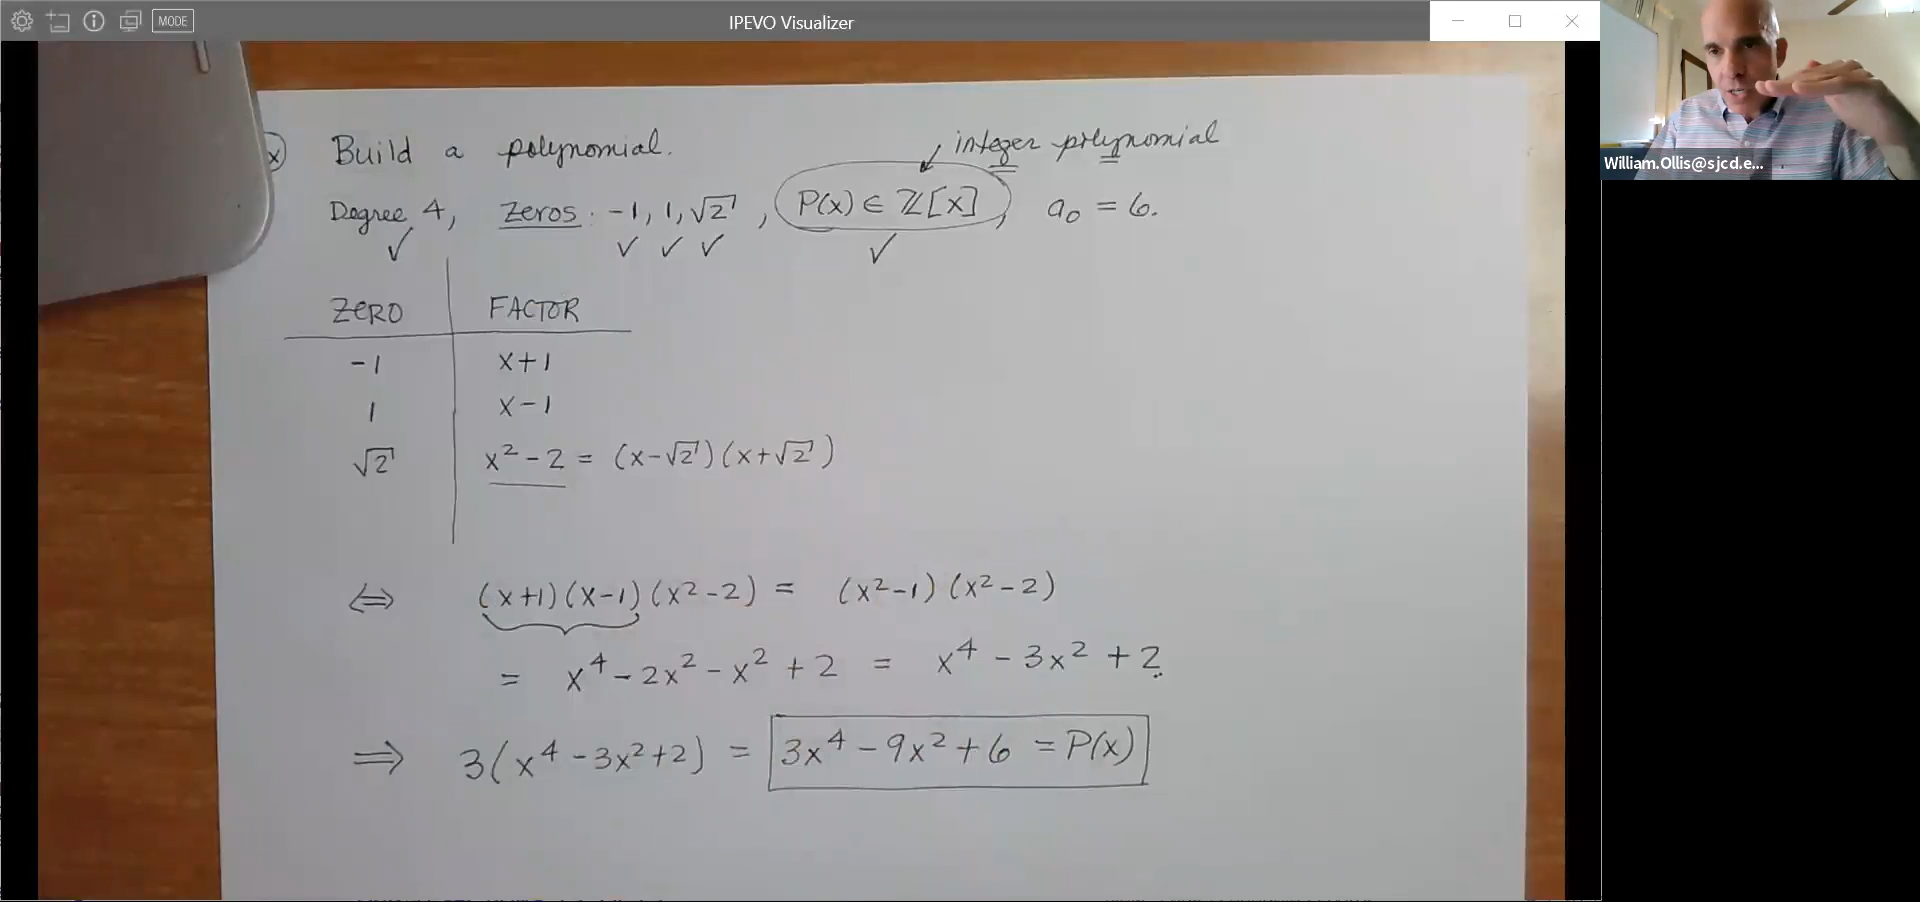 MODE
IPEVO Visualizer
William.Ollis@sjcd.e...
x) Build a polynomial.
integer polynomial
Degree 4, Zeros: -1, 1, √2, P(x) ∈ ℤ[x], a₀ = 6.
✓ ✓ ✓ ✓ ✓
ZERO FACTOR
-1 x+1
1 x-1
√2 x²-2 = (x-√2)(x+√2)
⇔ (x+1)(x-1)(x²-2) = (x²-1)(x²-2)
= x⁴-2x²-x²+2 = x⁴-3x²+2
⇒ 3(x⁴-3x²+2) = 3x⁴-9x²+6 = P(x)